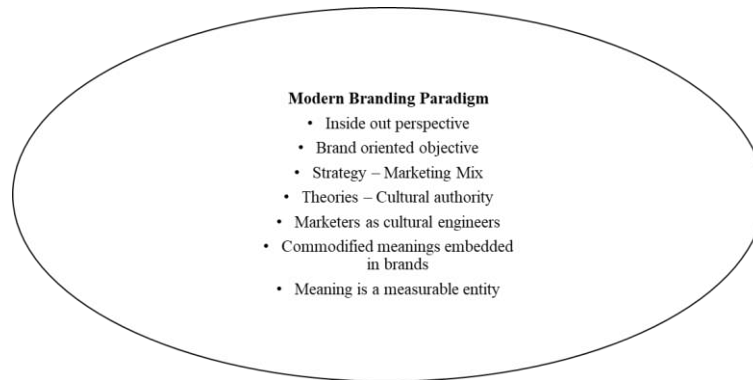 Modern Branding Paradigm
• Inside out perspective
• Brand oriented objective
• Strategy – Marketing Mix
• Theories – Cultural authority
• Marketers as cultural engineers
• Commodified meanings embedded
in brands
• Meaning is a measurable entity